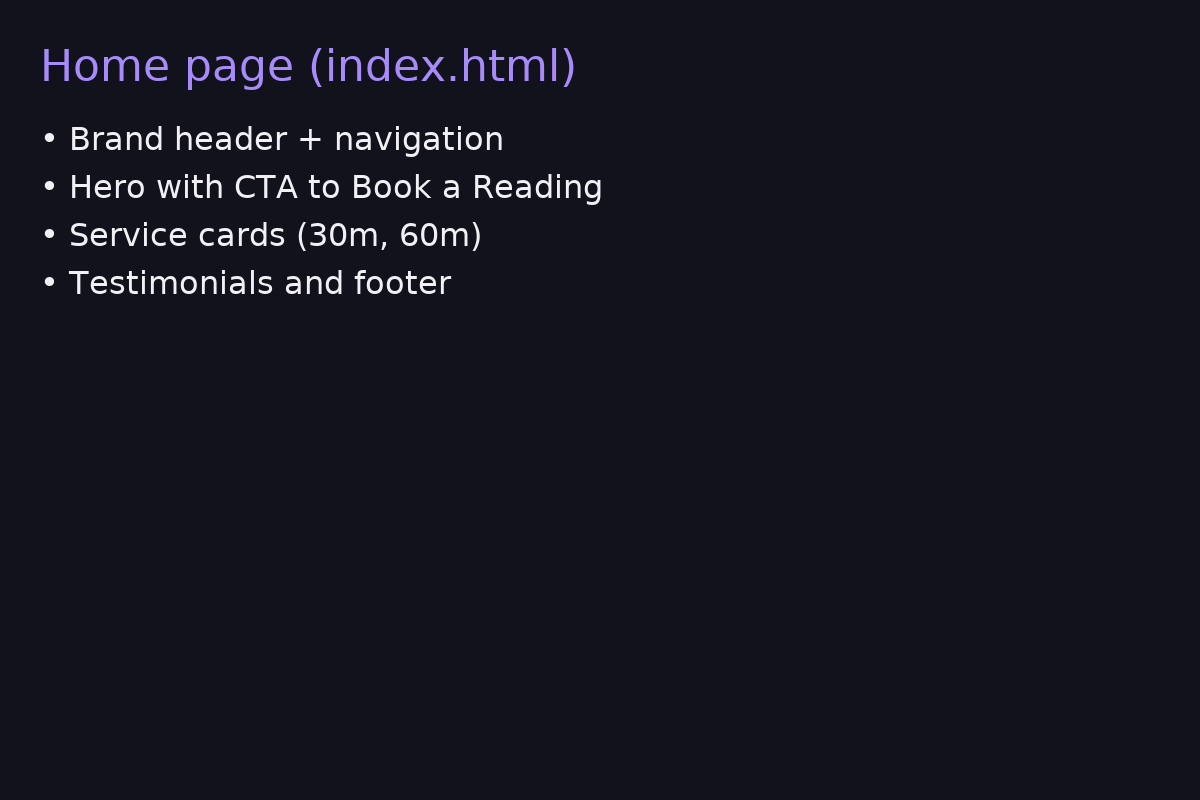 Home page (index.html)
• Brand header + navigation
• Hero with CTA to Book a Reading
• Service cards (30m, 60m)
• Testimonials and footer